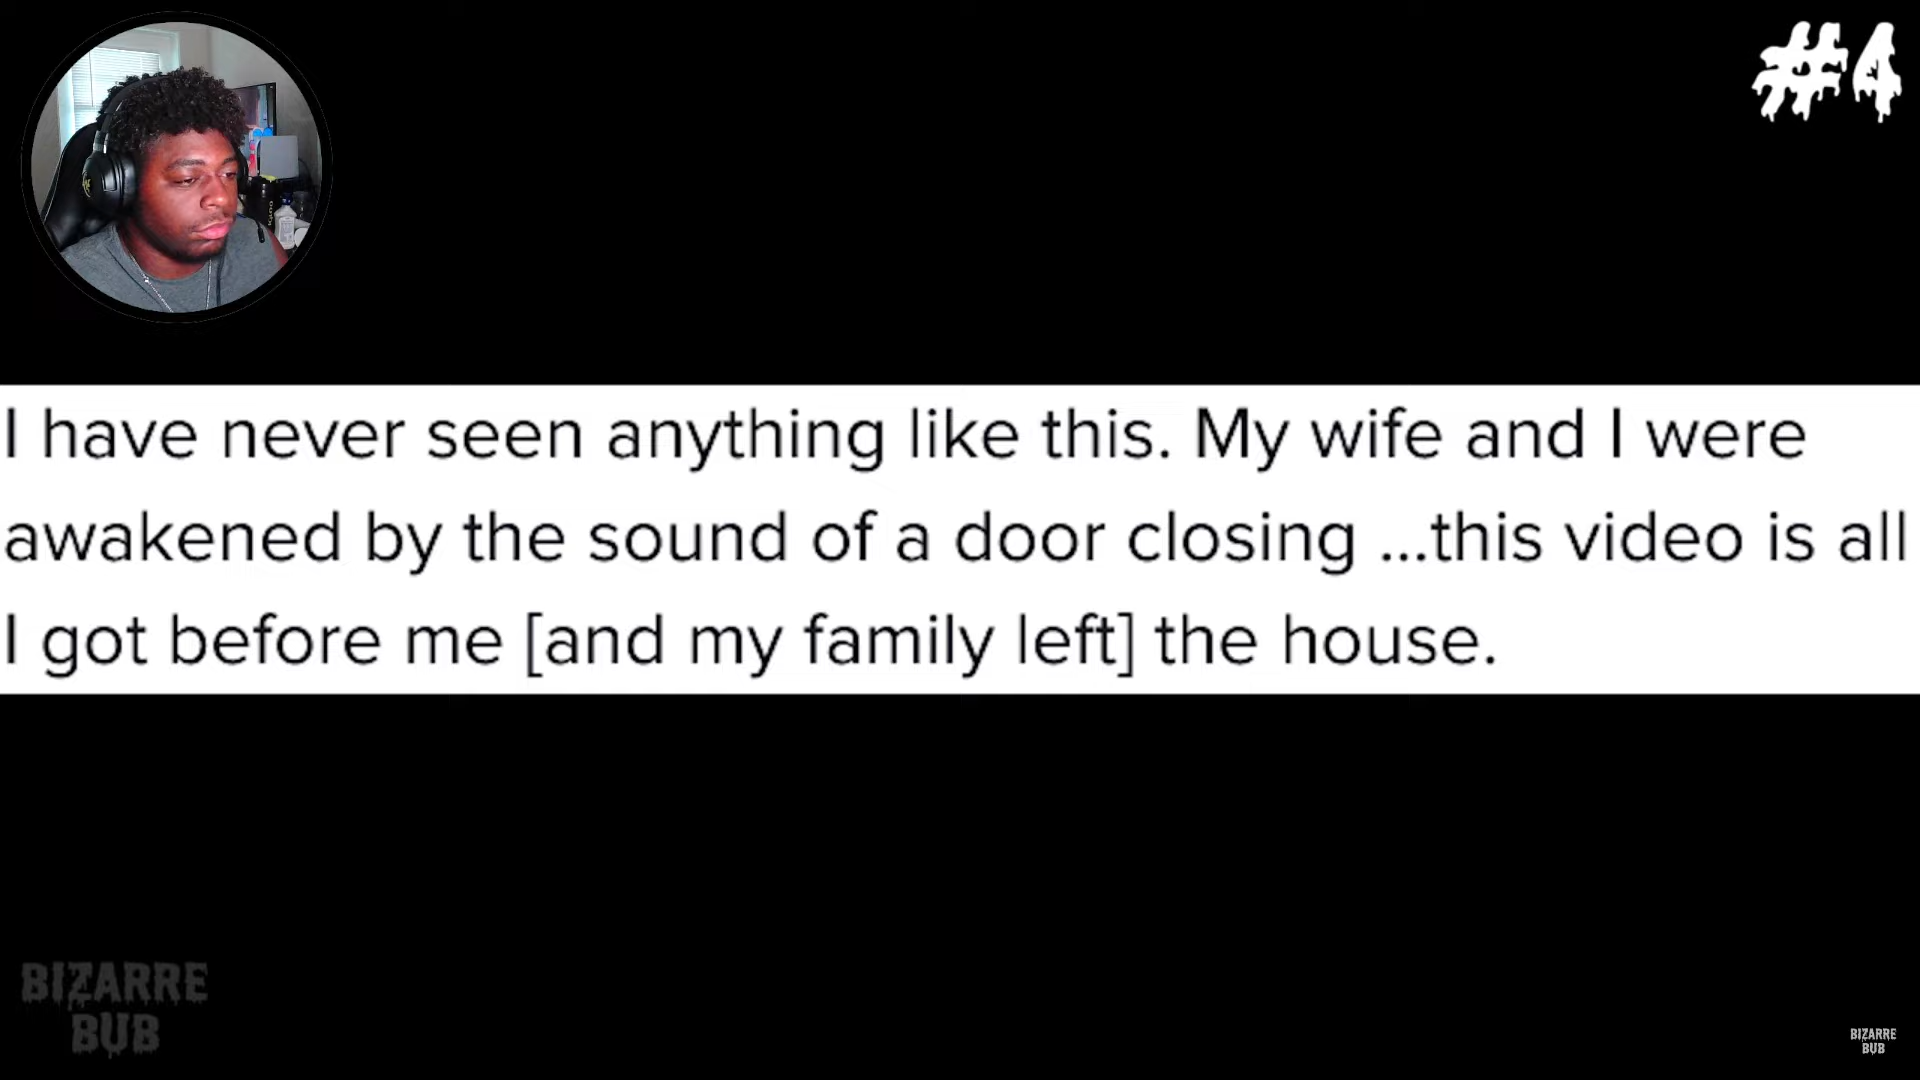 #4
I have never seen anything like this. My wife and I were
awakened by the sound of a door closing ...this video is all
I got before me [and my family left] the house.
BIZARRE
BUB
BIZARRE
BUB